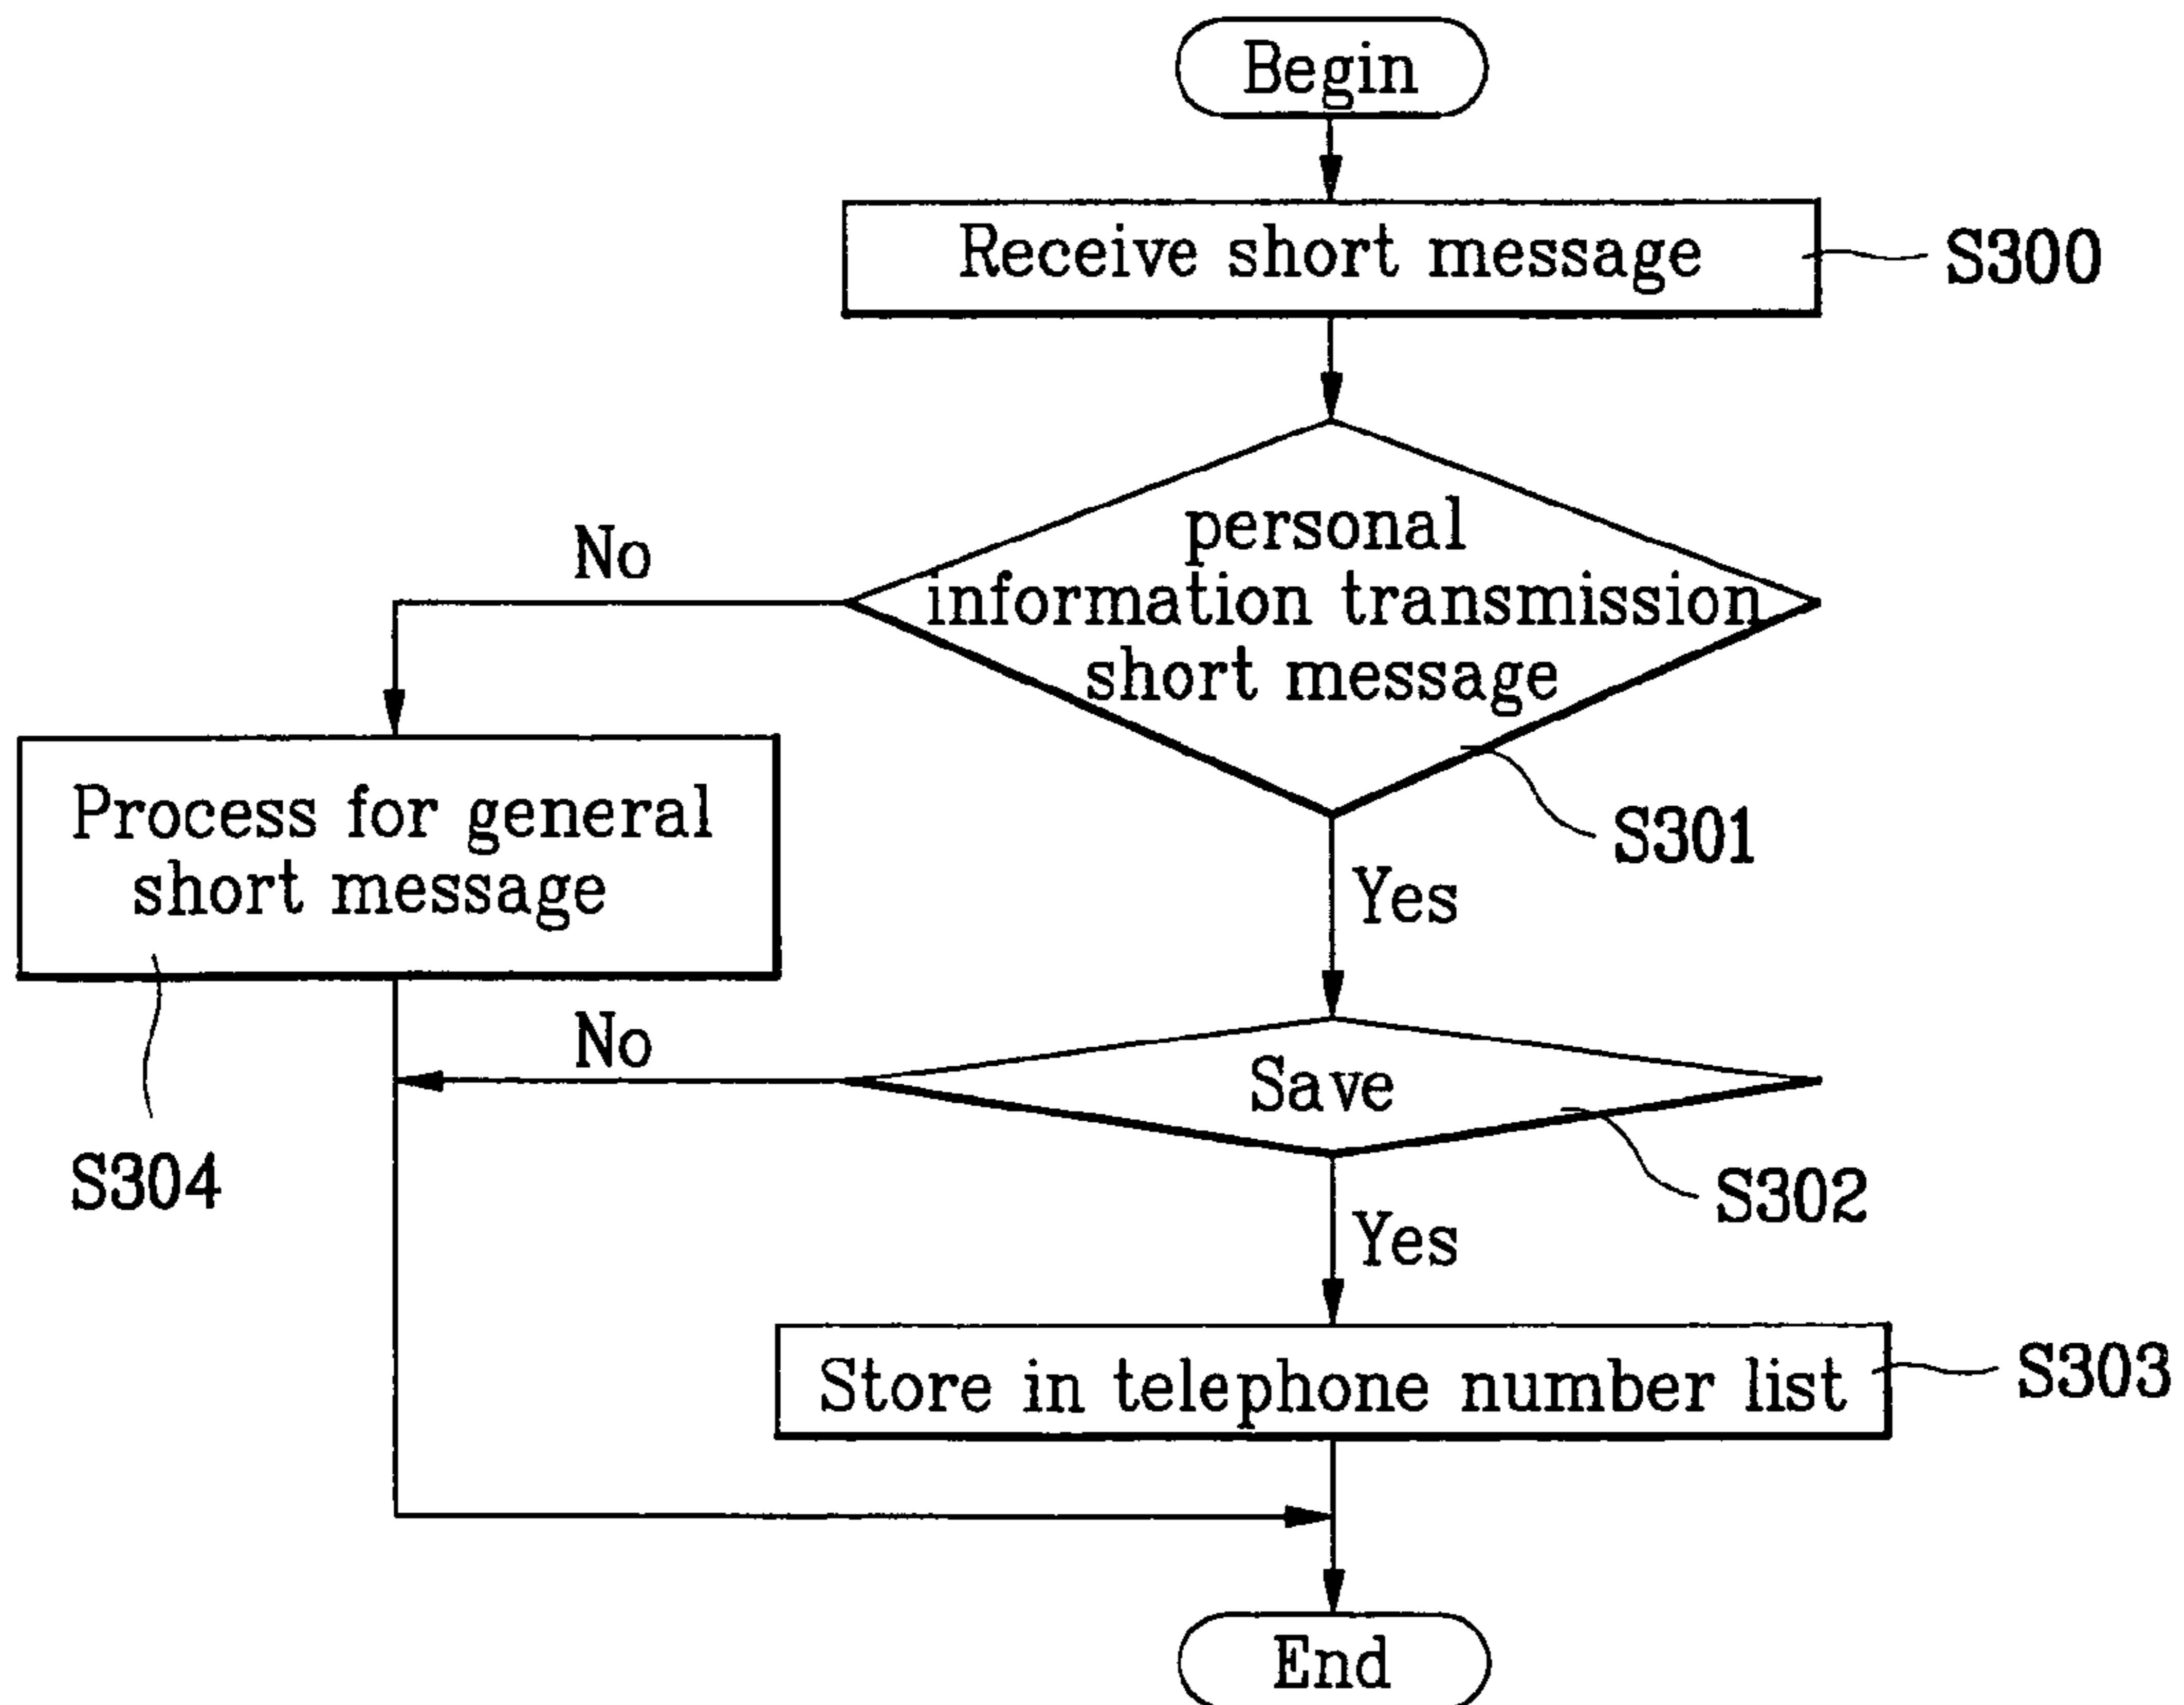 Begin
Receive short message
S300
personal
information transmission
short message
No
S301
Process for general
short message
Yes
No
Save
S304
S302
Yes
Store in telephone number list
S303
End